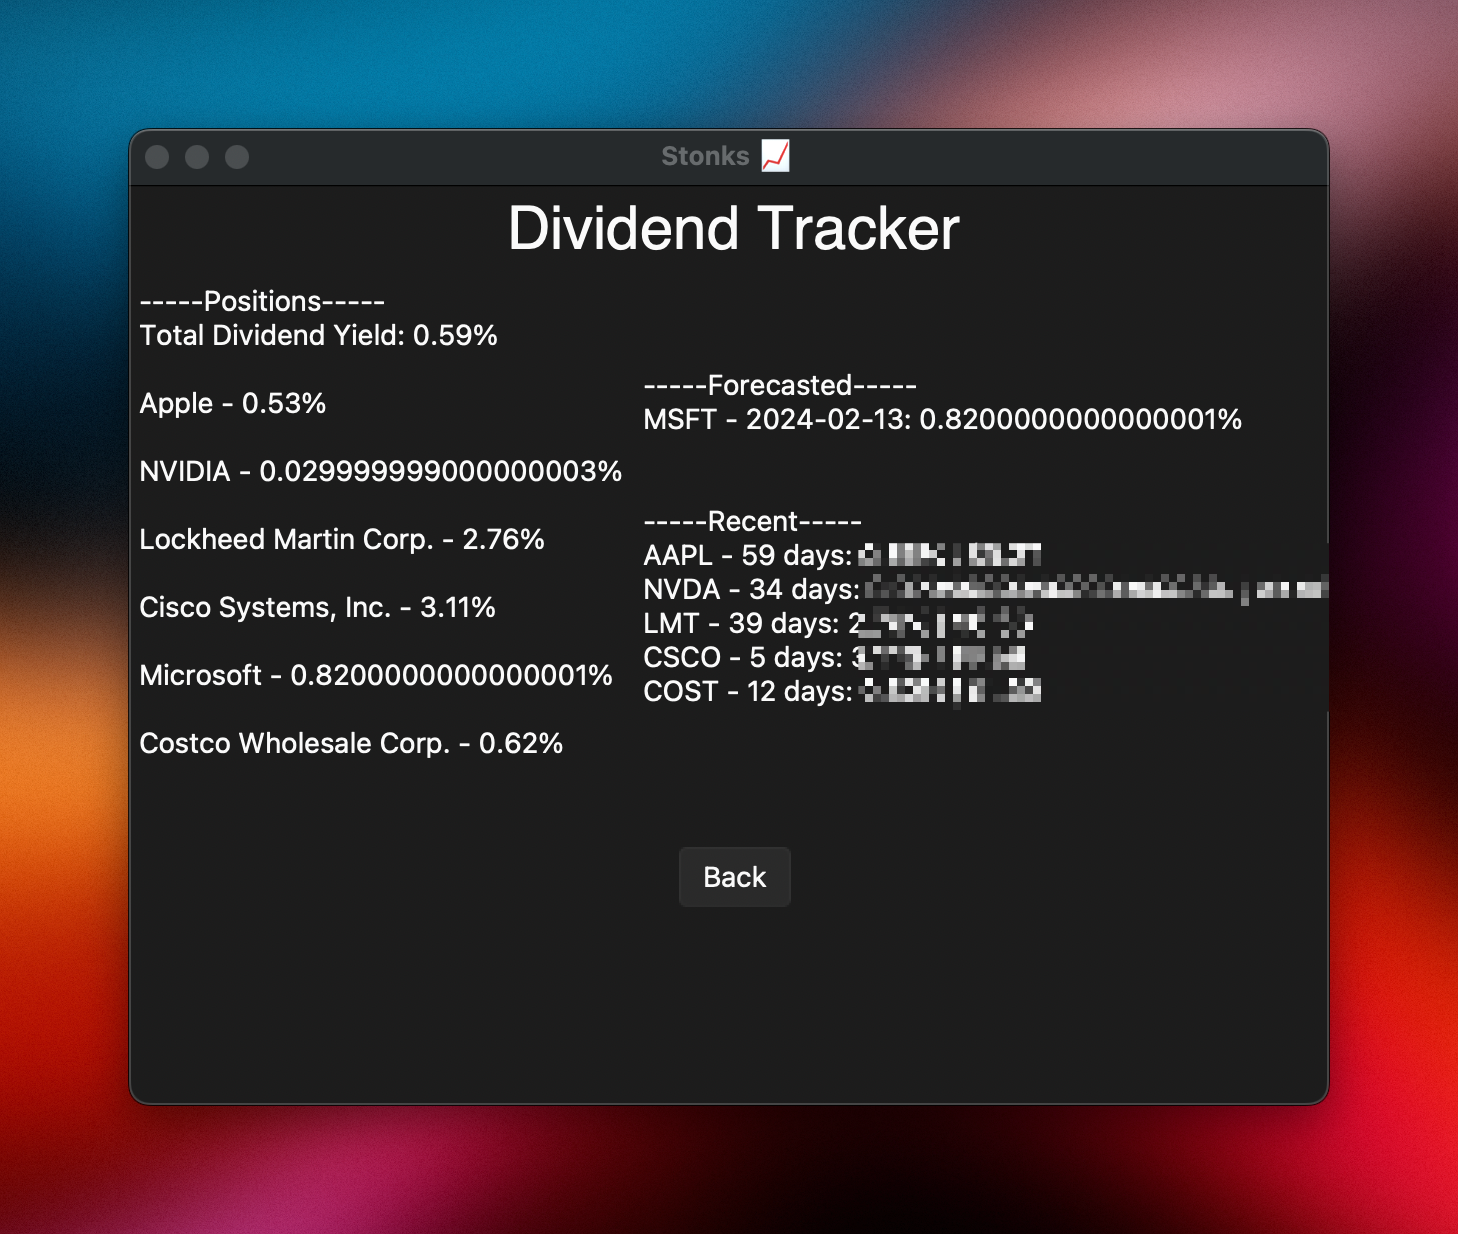 Stonks 📈
Dividend Tracker
-----Positions-----
Total Dividend Yield: 0.59%
Apple - 0.53%
NVIDIA - 0.029999999000000003%
Lockheed Martin Corp. - 2.76%
Cisco Systems, Inc. - 3.11%
Microsoft - 0.8200000000000001%
Costco Wholesale Corp. - 0.62%
-----Forecasted-----
MSFT - 2024-02-13: 0.8200000000000001%
-----Recent-----
AAPL - 59 days:
NVDA - 34 days:
LMT - 39 days: 2
CSCO - 5 days: 3
COST - 12 days:
Back